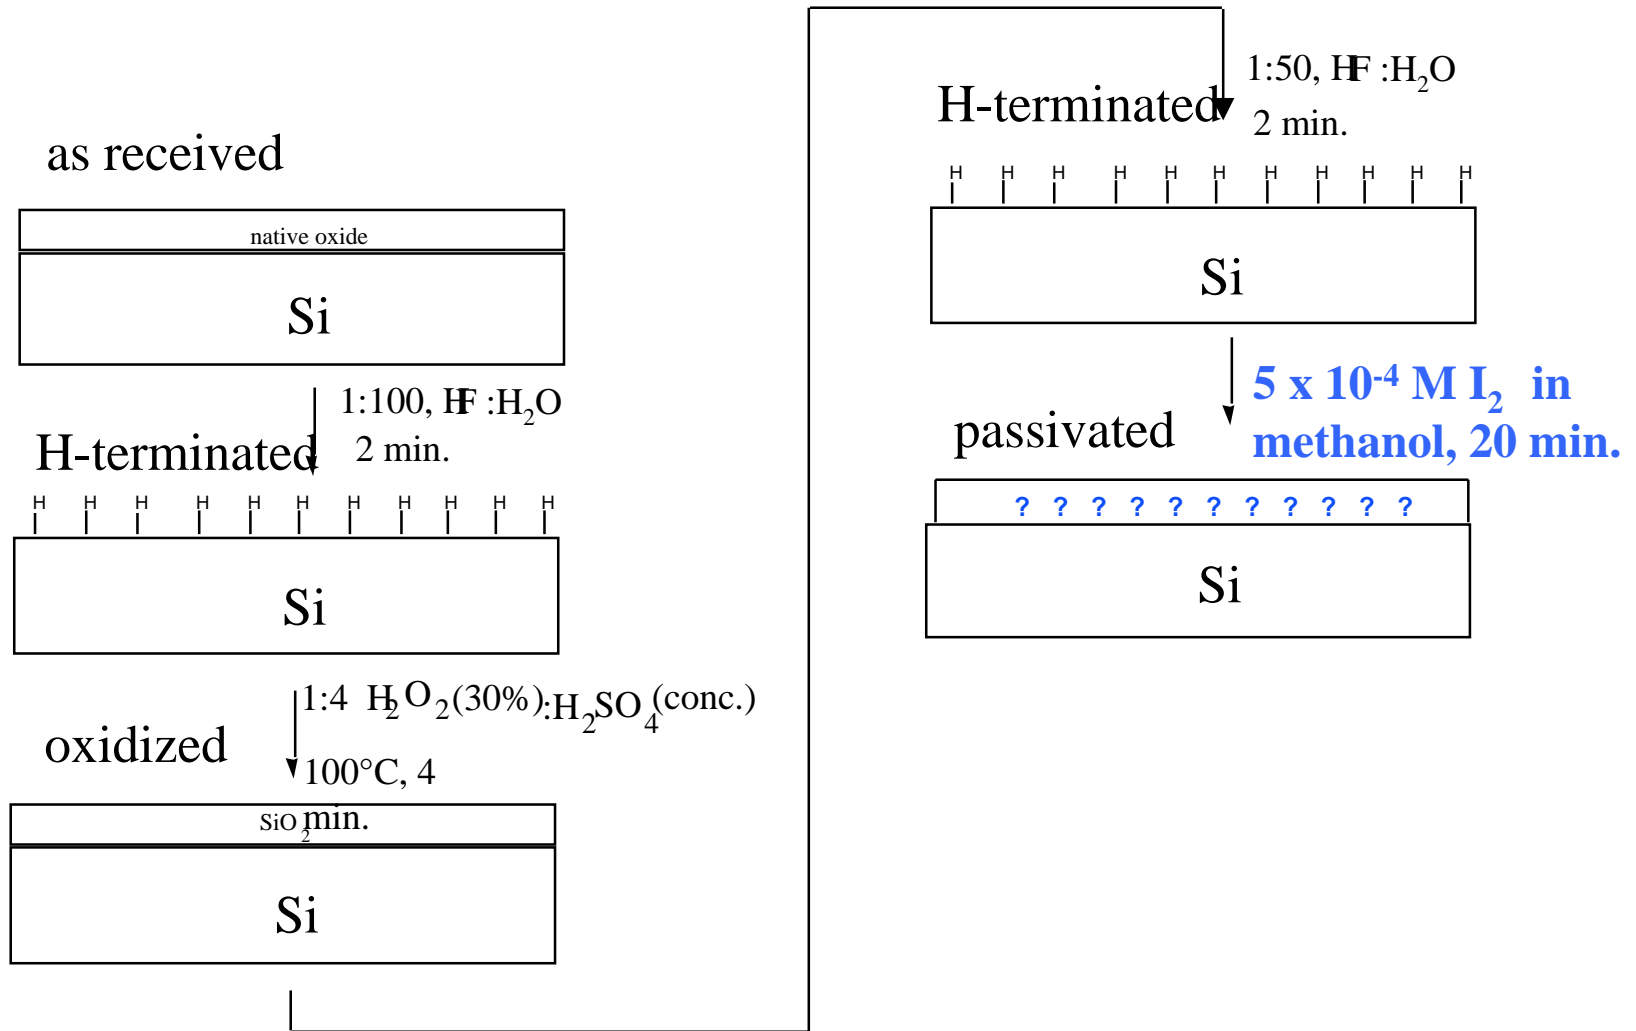 as received
native oxide
Si
1:100, HF :H₂O
2 min.
H-terminated
H H H H H H H H H H H
Si
1:4 H₂O₂(30%):H₂SO₄(conc.)
oxidized
100°C, 4
min.
SiO₂
Si
1:50, HF :H₂O
H-terminated
2 min.
H H H H H H H H H H H
Si
5 x 10⁻⁴ M I₂ in
methanol, 20 min.
passivated
? ? ? ? ? ? ? ? ? ? ?
Si